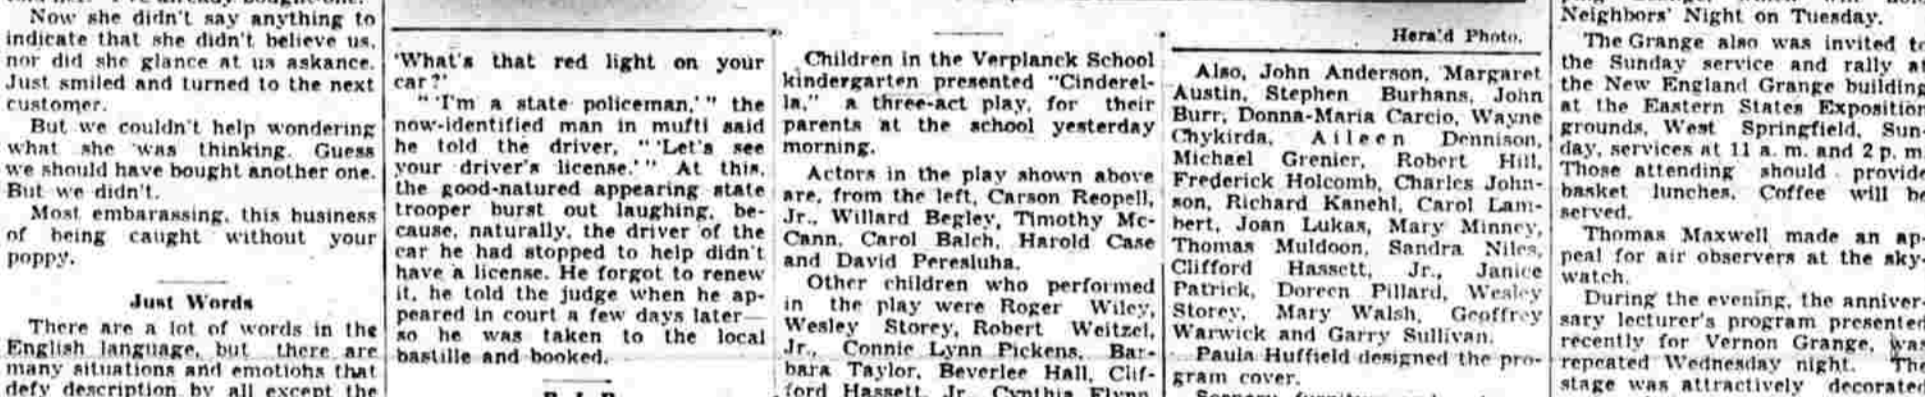 Now she didn't say anything to
indicate that she didn't believe us,
nor did she glance at us askance.
Just smiled and turned to the next
customer.
But we couldn't help wondering
what she was thinking. Guess
we should have bought another one.
But we didn't.
Most embarassing, this business
of being caught without your
poppy.
Just Words
There are a lot of words in the
English language, but there are
many situations and emotiohs that
defy description by all except the
'What's that red light on your
car?'
" 'I'm a state policeman,' " the
now-identified man in mufti said
he told the driver, " 'Let's see
your driver's license.' " At this,
the good-natured appearing state
trooper burst out laughing, be-
cause, naturally, the driver of the
car he had stopped to help didn't
have a license. He forgot to renew
it, he told the judge when he ap-
peared in court a few days later—
so he was taken to the local
bastille and booked.
Children in the Verplanck School
kindergarten presented "Cinderel-
la," a three-act play, for their
parents at the school yesterday
morning.
Actors in the play shown above
are, from the left, Carson Reopell,
Jr., Willard Begley, Timothy Mc-
Cann, Carol Balch, Harold Case
and David Peresluha.
Other children who performed
in the play were Roger Wiley,
Wesley Storey, Robert Weitzel,
Jr., Connie Lynn Pickens, Bar-
bara Taylor, Beverlee Hall, Clif-
ford Hassett, Jr., Cynthia Flynn,
Herald Photo.
Also, John Anderson, Margaret
Austin, Stephen Burhans, John
Burr, Donna-Maria Carcio, Wayne
Chykirda, Aileen Dennison,
Michael Grenier, Robert Hill,
Frederick Holcomb, Charles John-
son, Richard Kanehl, Carol Lam-
bert, Joan Lukas, Mary Minney,
Thomas Muldoon, Sandra Niles,
Clifford Hassett, Jr., Janice
Patrick, Doreen Pillard, Wesley
Storey, Mary Walsh, Geoffrey
Warwick and Garry Sullivan.
Paula Huffield designed the pro-
gram cover.
Neighbors' Night on Tuesday.
The Grange also was invited to
the Sunday service and rally at
the New England Grange building
at the Eastern States Exposition
grounds, West Springfield, Sun-
day, services at 11 a. m. and 2 p. m.
Those attending should provide
basket lunches. Coffee will be
served.
Thomas Maxwell made an ap-
peal for air observers at the sky-
watch.
During the evening, the anniver-
sary lecturer's program presented
recently for Vernon Grange, was
repeated Wednesday night. The
stage was attractively decorated